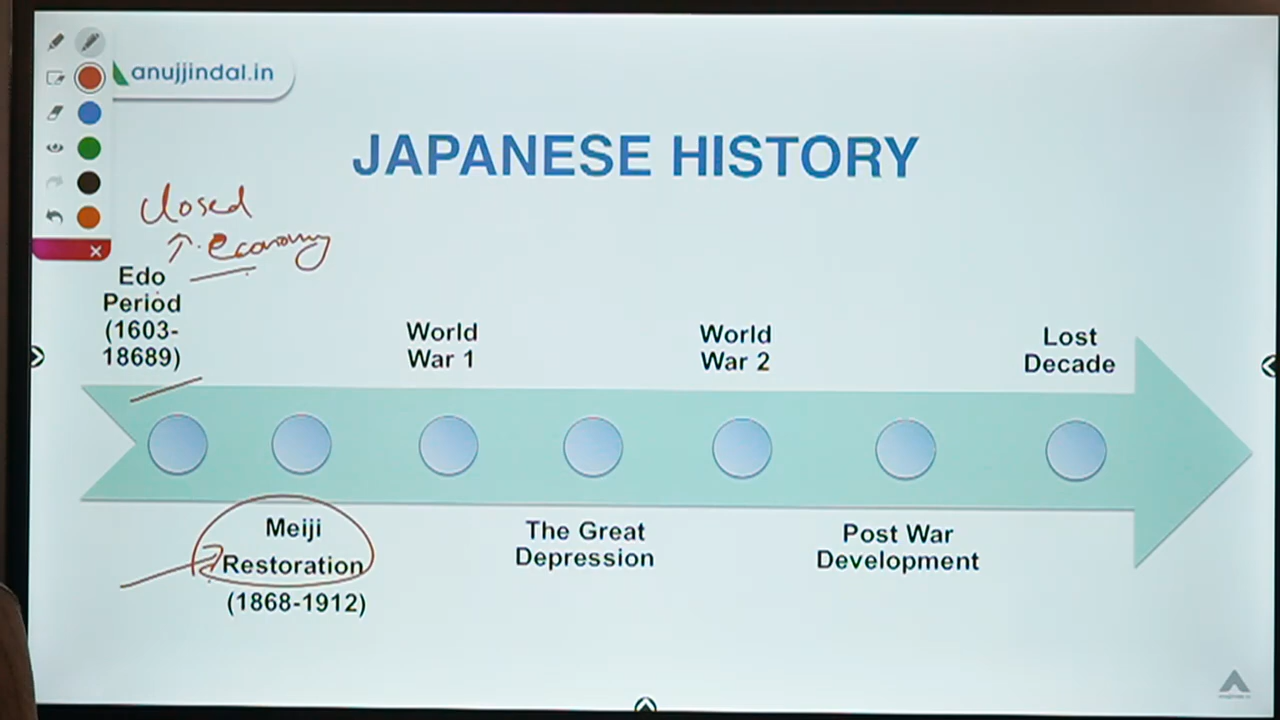 anujjindal.in
JAPANESE HISTORY
closed
economy
Edo
Period
(1603-
18689)
World
War 1
World
War 2
Lost
Decade
Meiji
Restoration
(1868-1912)
The Great
Depression
Post War
Development